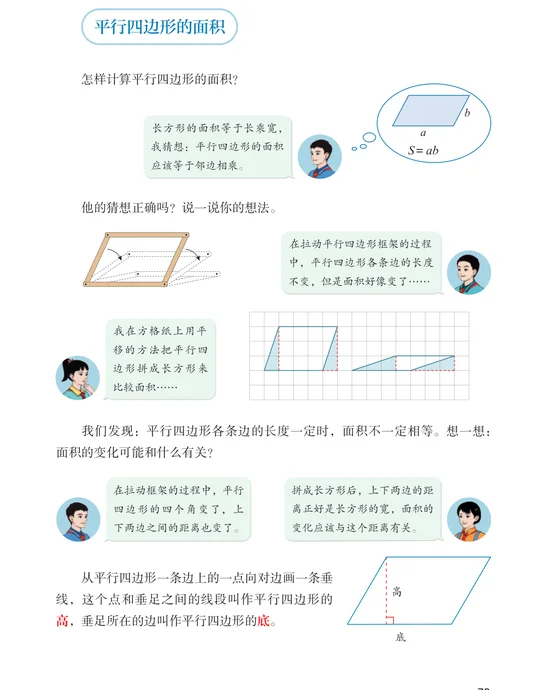 平行四边形的面积
怎样计算平行四边形的面积？
长方形的面积等于长乘宽，
我猜想：平行四边形的面积
应该等于邻边相乘。
b
a
S = ab
他的猜想正确吗？说一说你的想法。
在拉动平行四边形框架的过程
中，平行四边形各条边的长度
不变，但是面积好像变了……
我在方格纸上用平
移的方法把平行四
边形拼成长方形来
比较面积……
我们发现：平行四边形各条边的长度一定时，面积不一定相等。想一想：
面积的变化可能和什么有关？
在拉动框架的过程中，平行
四边形的四个角变了，上
下两边之间的距离也变了。
拼成长方形后，上下两边的距
离正好是长方形的宽，面积的
变化应该与这个距离有关。
从平行四边形一条边上的一点向对边画一条垂
线，这个点和垂足之间的线段叫作平行四边形的
高，垂足所在的边叫作平行四边形的底。
高
底